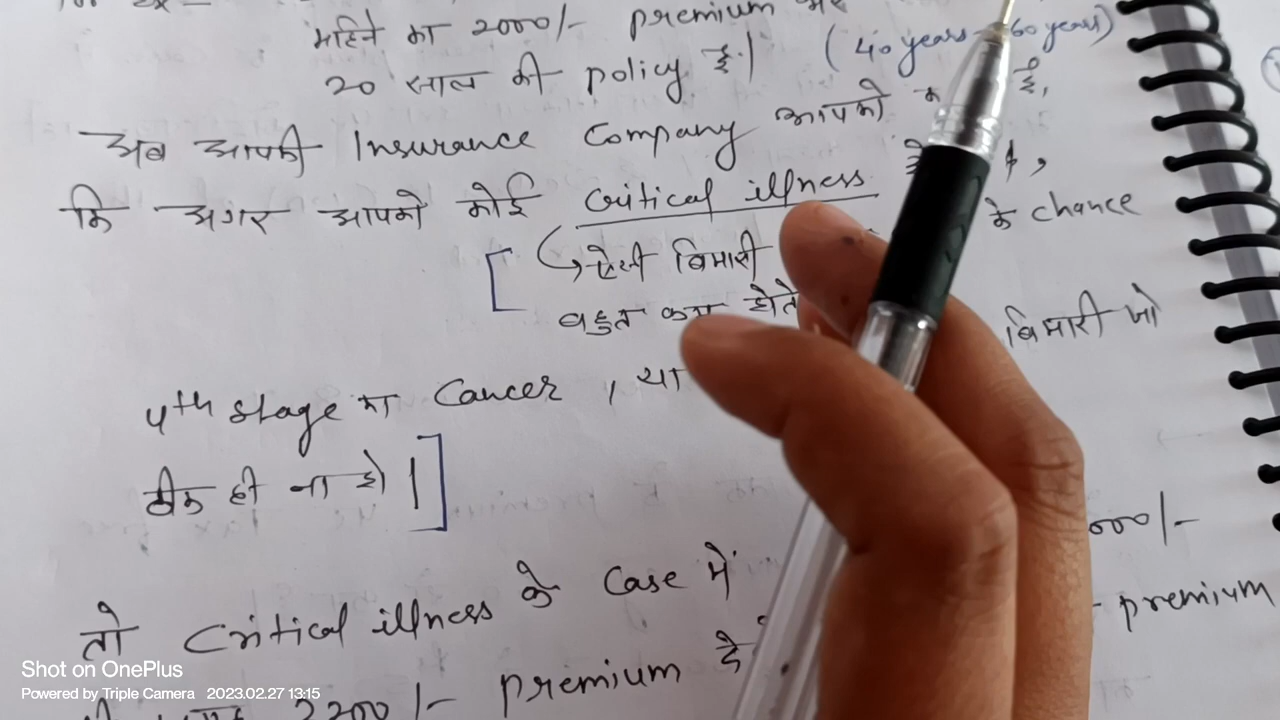 महिने का 2000/- premium
20 साल की policy है। (40 years - 60 years)
अब आपकी Insurance Company आपको है,
कि अगर आपको कोई Critical illness
ऐसी बिमारी के chance
बहुत कम होते बिमारी जो
4th stage का Cancer, या
ठीक ही ना हो।
000/-
तो Critical illness के Case में
premium
2200/- premium
Shot on OnePlus
Powered by Triple Camera 2023.02.27 13:15